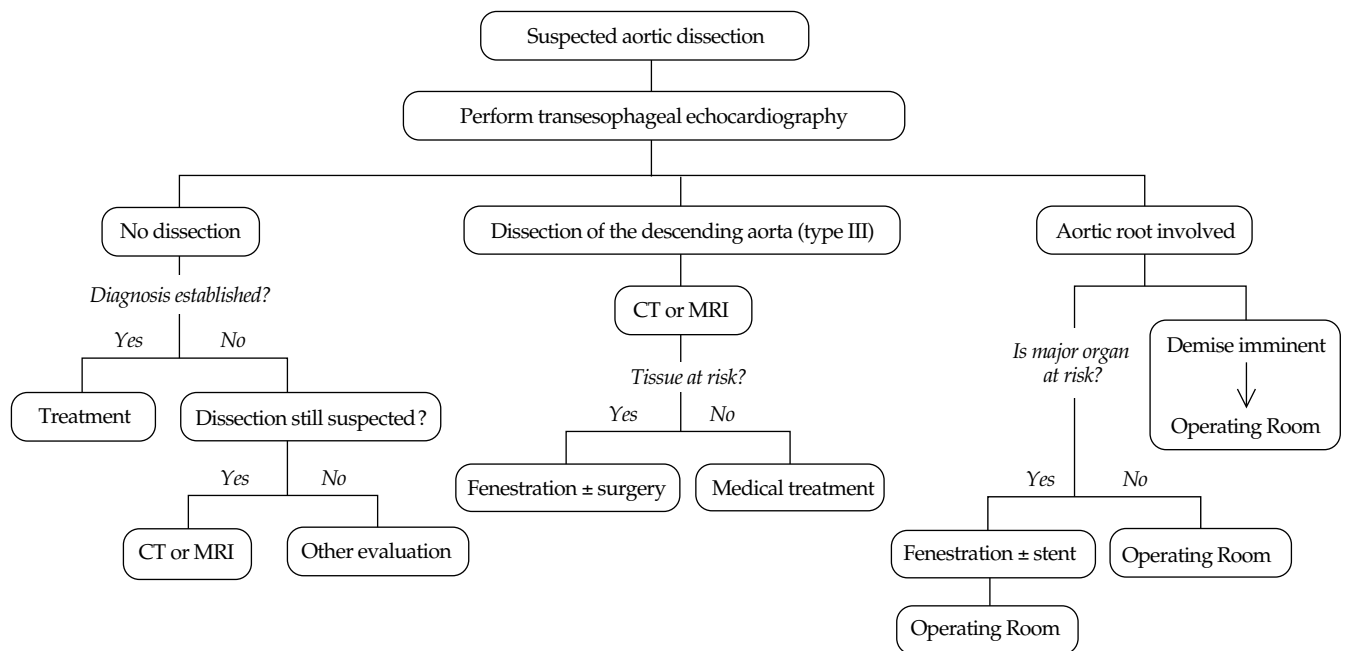 Suspected aortic dissection
Perform transesophageal echocardiography
No dissection
Dissection of the descending aorta (type III)
Aortic root involved
Diagnosis established?
CT or MRI
Yes
No
Is major organ
at risk?
Demise imminent
Tissue at risk?
Treatment
Dissection still suspected?
Yes
No
Operating Room
Yes
No
Fenestration ± surgery
Medical treatment
Yes
No
CT or MRI
Other evaluation
Fenestration ± stent
Operating Room
Operating Room